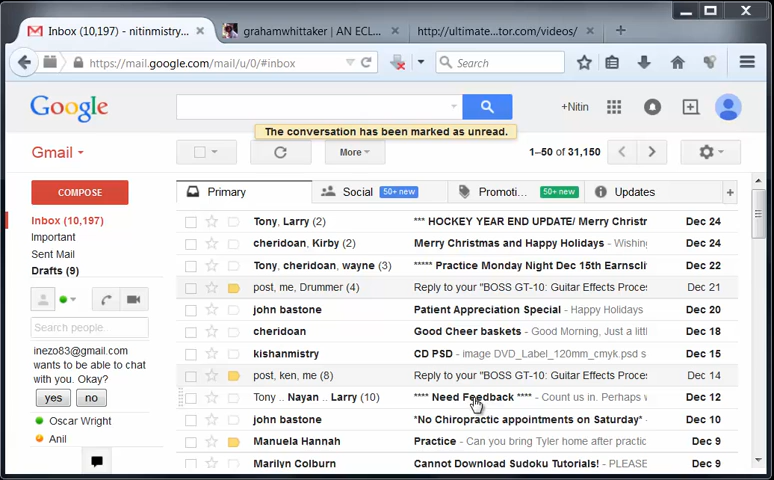 Inbox (10,197) - nitinmistry...
grahamwhittaker | AN ECL...
http://ultimate...tor.com/videos/
https://mail.google.com/mail/u/0/#inbox
Search
Google
+Nitin
The conversation has been marked as unread.
Gmail
More
1–50 of 31,150
COMPOSE
Primary
Social 50+ new
Promoti... 50+ new
Updates
Inbox (10,197)
Important
Sent Mail
Drafts (9)
Search people...
inezo83@gmail.com
wants to be able to chat
with you. Okay?
yes no
Oscar Wright
Anil
Tony, Larry (2) *** HOCKEY YEAR END UPDATE/ Merry Christr Dec 24
cheridoan, Kirby (2) Merry Christmas and Happy Holidays - Wishing Dec 24
Tony, cheridoan, wayne (3) ***** Practice Monday Night Dec 15th Earnscli Dec 22
post, me, Drummer (4) Reply to your "BOSS GT-10: Guitar Effects Proces Dec 21
john bastone Patient Appreciation Special - Happy Holidays Dec 20
cheridoan Good Cheer baskets - Good Morning, Just a littl Dec 18
kishanmistry CD PSD - image DVD_Label_120mm_cmyk.psd s Dec 15
post, ken, me (8) Reply to your "BOSS GT-10: Guitar Effects Proces Dec 14
Tony .. Nayan .. Larry (10) **** Need Feedback **** - Count us in. Perhaps w Dec 12
john bastone *No Chiropractic appointments on Saturday* Dec 10
Manuela Hannah Practice - Can you bring Tyler home after practic Dec 9
Marilyn Colburn Cannot Download Sudoku Tutorials! - PLEASE Dec 9